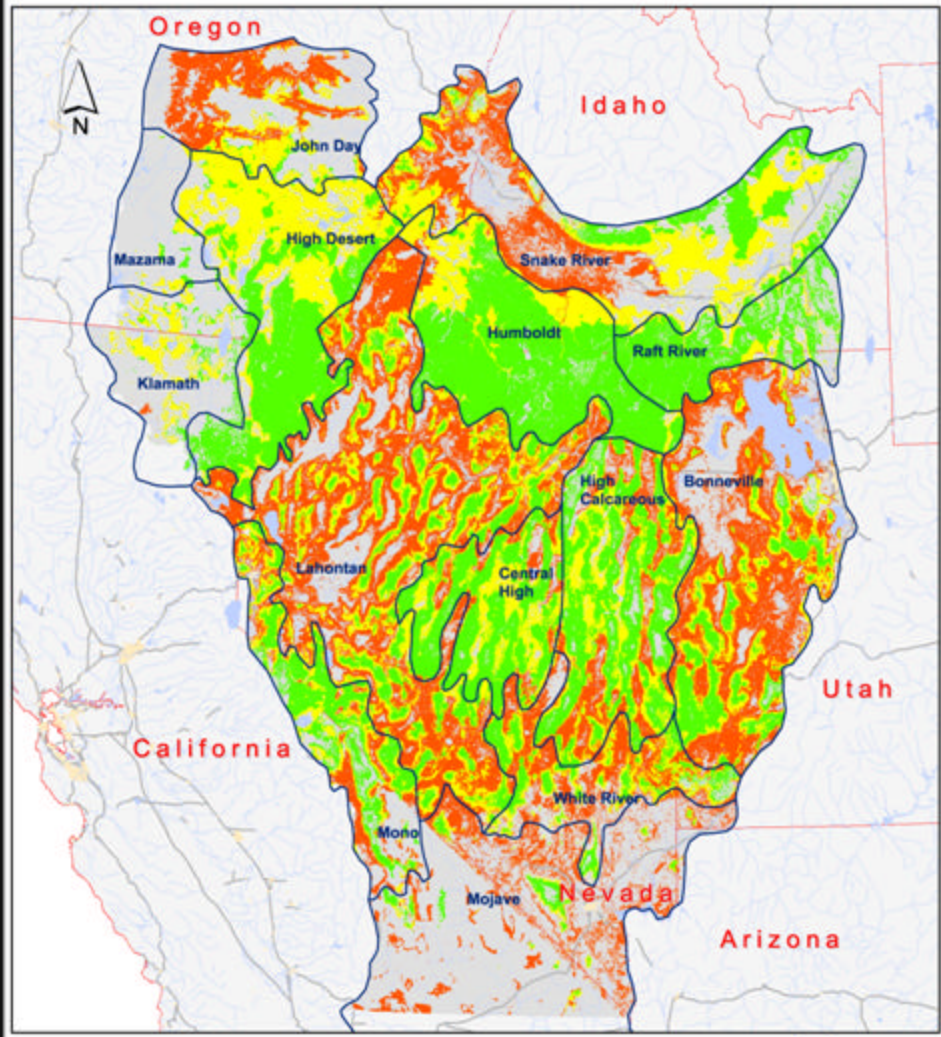 Oregon
Idaho
N
John Day
High Desert
Mazama
Snake River
Humboldt
Raft River
Klamath
High
Calcareous
Bonneville
Lahontan
Central
High
Utah
California
White River
Mono
Nevada
Mojave
Arizona